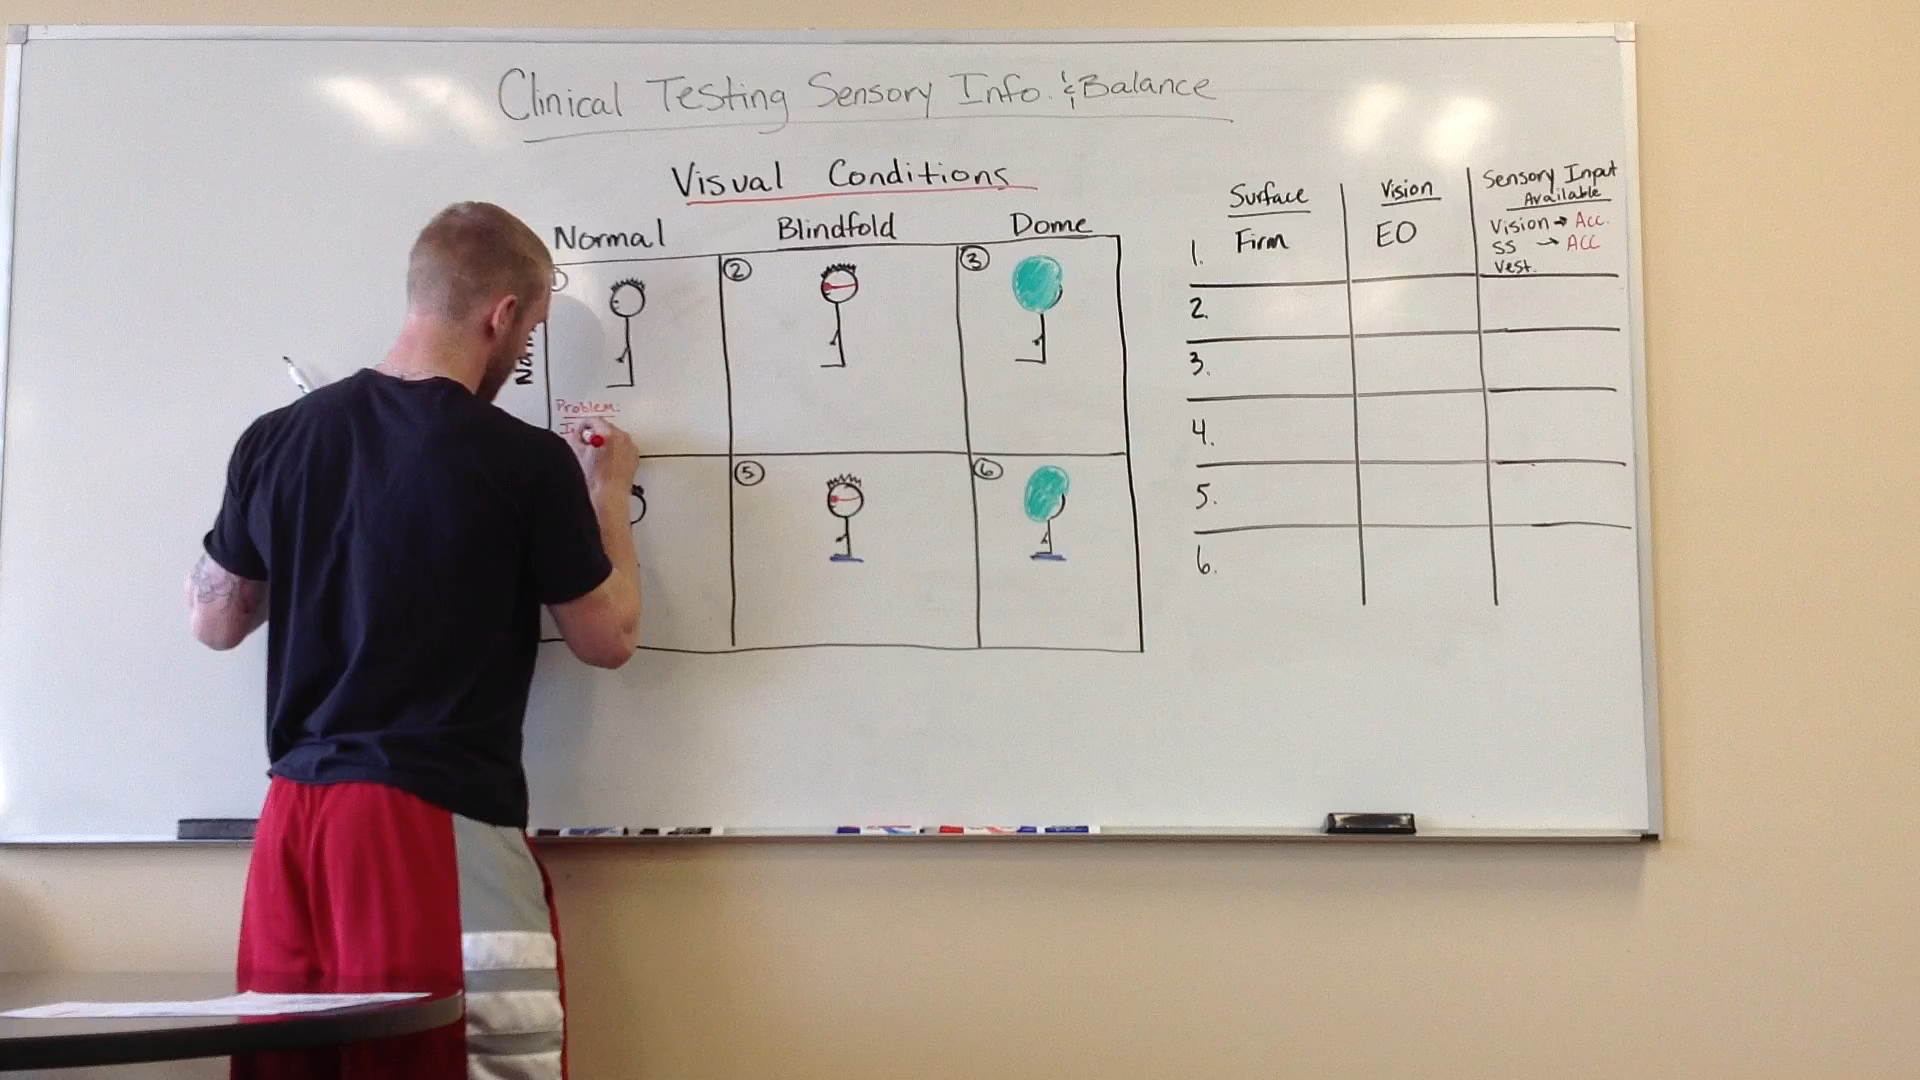 Clinical Testing Sensory Info. & Balance
Visual Conditions
Normal Blindfold Dome
1 2 3
Problem:
5 6
Surface Vision Sensory Input Available
1. Firm EO Vision → Acc.
SS → ACC
Vest.
2.
3.
4.
5.
6.